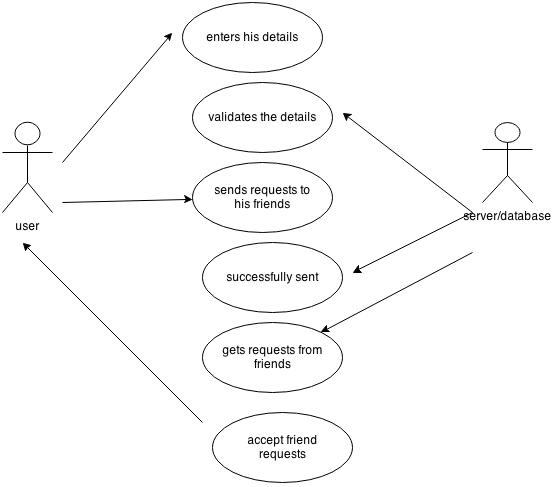 enters his details
validates the details
sends requests to
his friends
user
server/database
successfully sent
gets requests from
friends
accept friend
requests